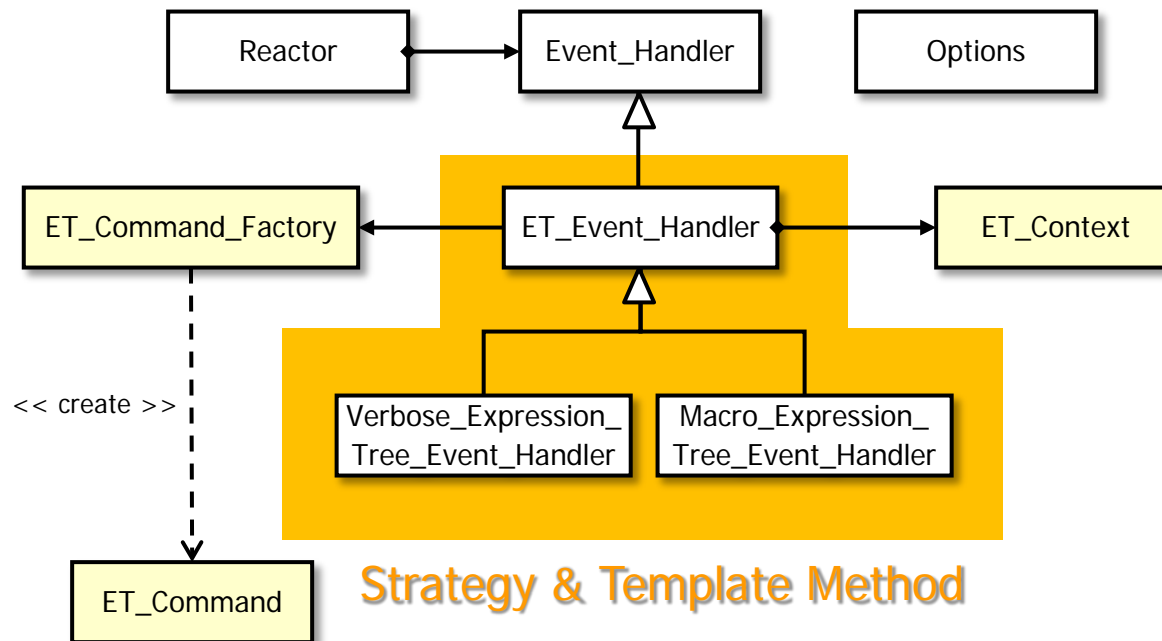 Reactor
Event_Handler
Options
ET_Command_Factory
ET_Event_Handler
ET_Context
<< create >>
Verbose_Expression_
Tree_Event_Handler
Macro_Expression_
Tree_Event_Handler
ET_Command
Strategy & Template Method